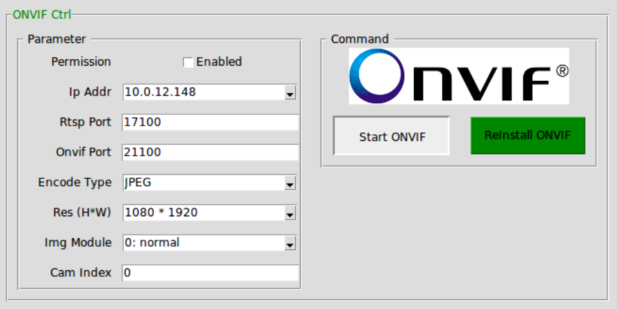 ONVIF Ctrl
Parameter
Permission Enabled
Ip Addr 10.0.12.148
Rtsp Port 17100
Onvif Port 21100
Encode Type JPEG
Res (H*W) 1080 * 1920
Img Module 0: normal
Cam Index 0
Command
ONVIF®
Start ONVIF ReInstall ONVIF